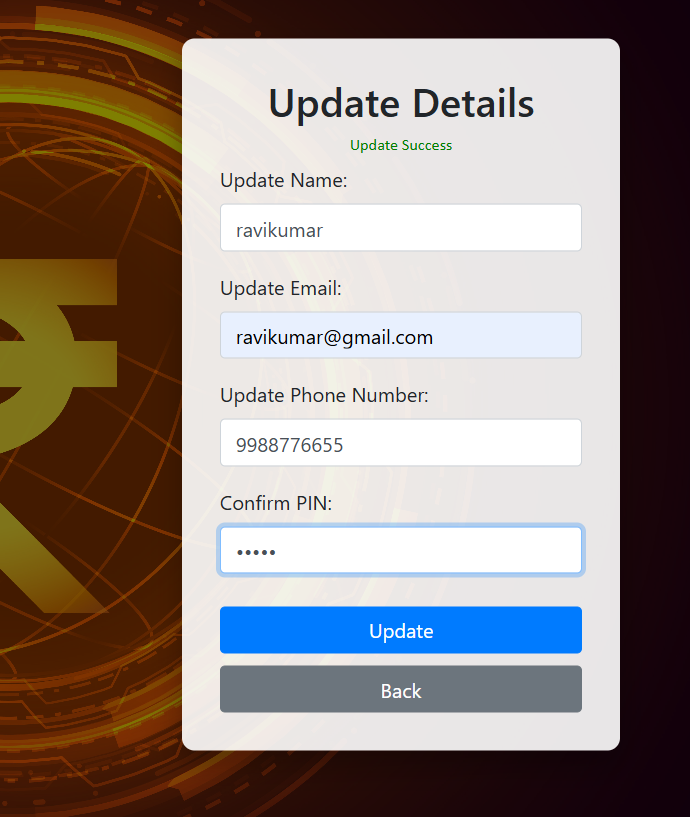 Update Details
Update Success
Update Name:
ravikumar
Update Email:
ravikumar@gmail.com
Update Phone Number:
9988776655
Confirm PIN:
•••••
Update
Back